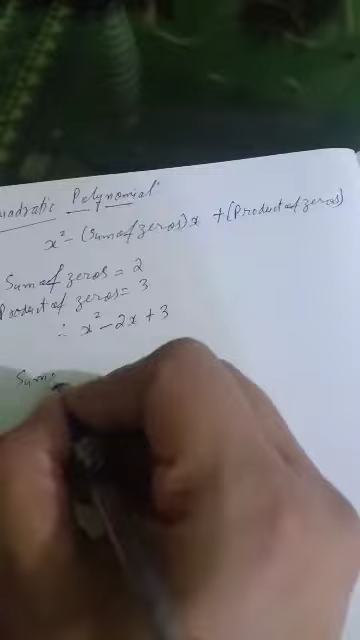 uadratic Polynomial
x² - (Sum of zeros)x + (Product of zeros)
Sum of zeros = 2
Product of zeros = 3
∴ x² - 2x + 3
Sum